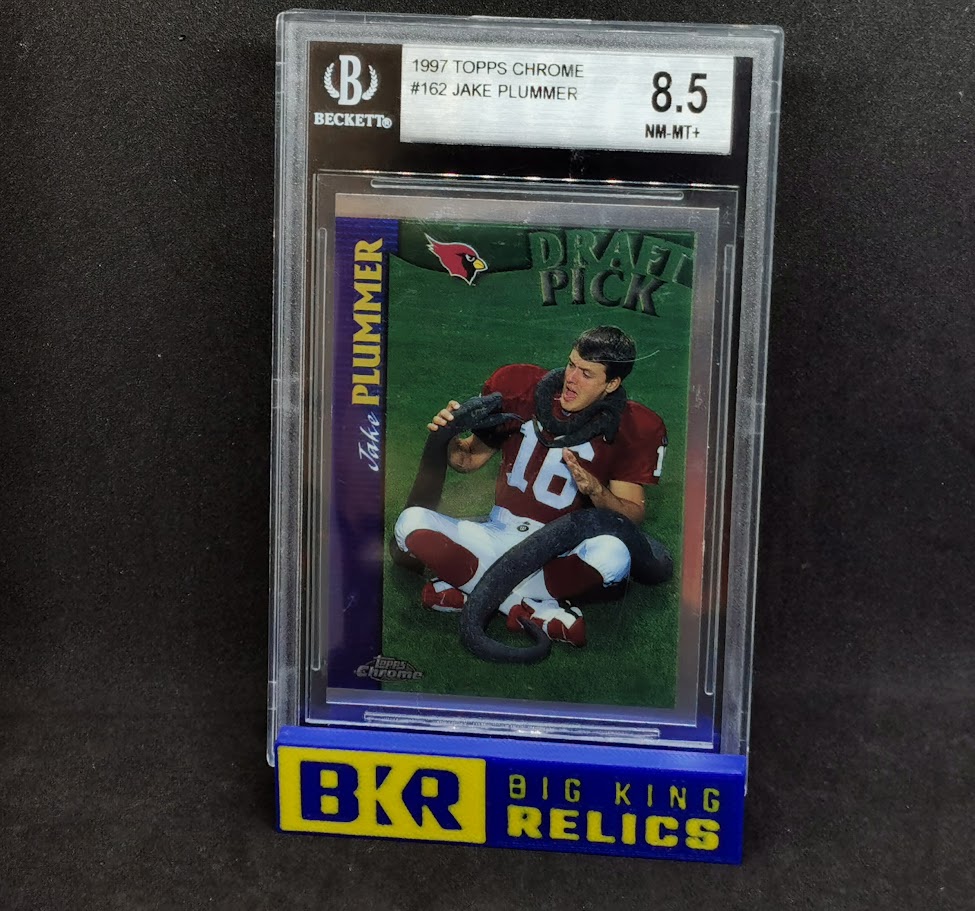 B
BECKETT®
1997 TOPPS CHROME
#162 JAKE PLUMMER
8.5
NM-MT+
Jake PLUMMER
DRAFT
PICK
16
1
Topps
Chrome
BKR
BIG KING
RELICS